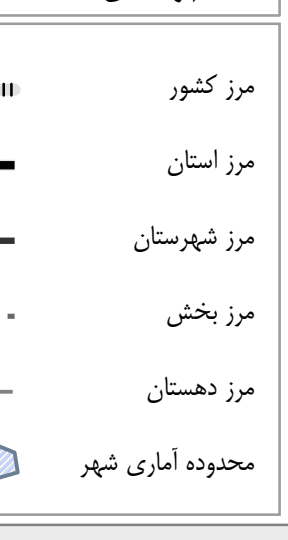 مرز کشور
مرز استان
مرز شهرستان
مرز بخش
مرز دهستان
محدوده آماری شهر